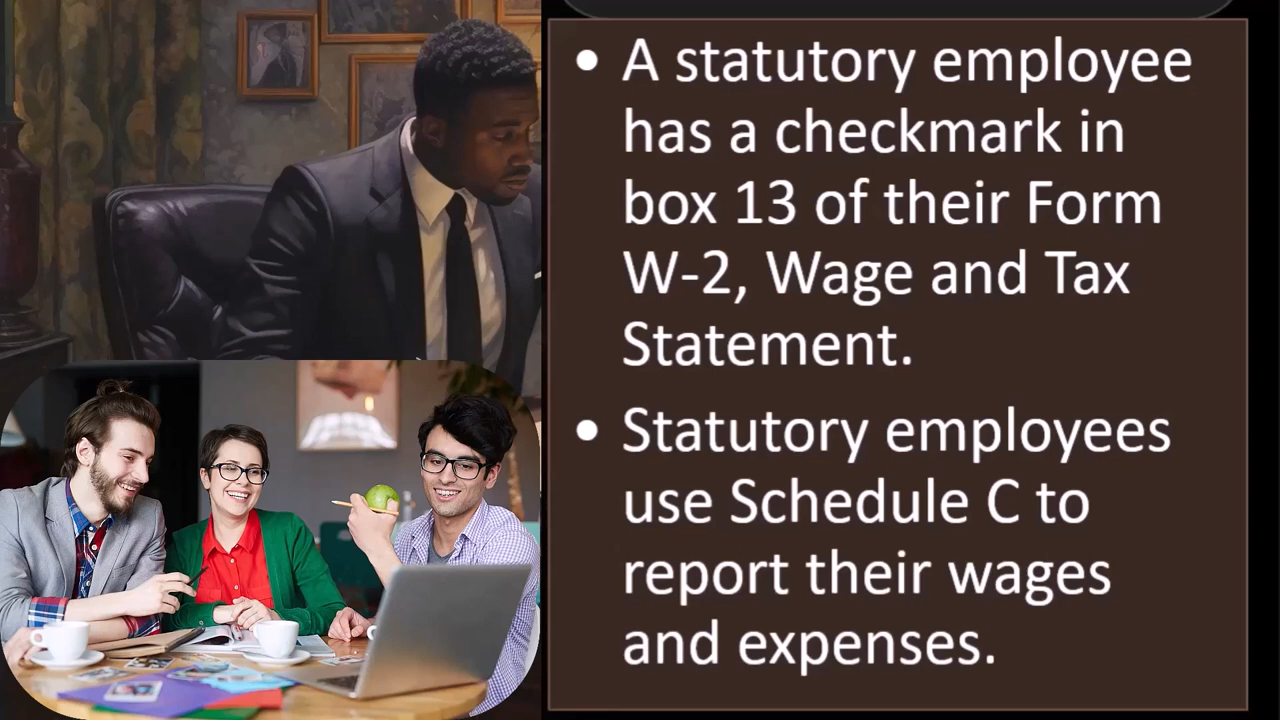 • A statutory employee
has a checkmark in
box 13 of their Form
W-2, Wage and Tax
Statement.
• Statutory employees
use Schedule C to
report their wages
and expenses.